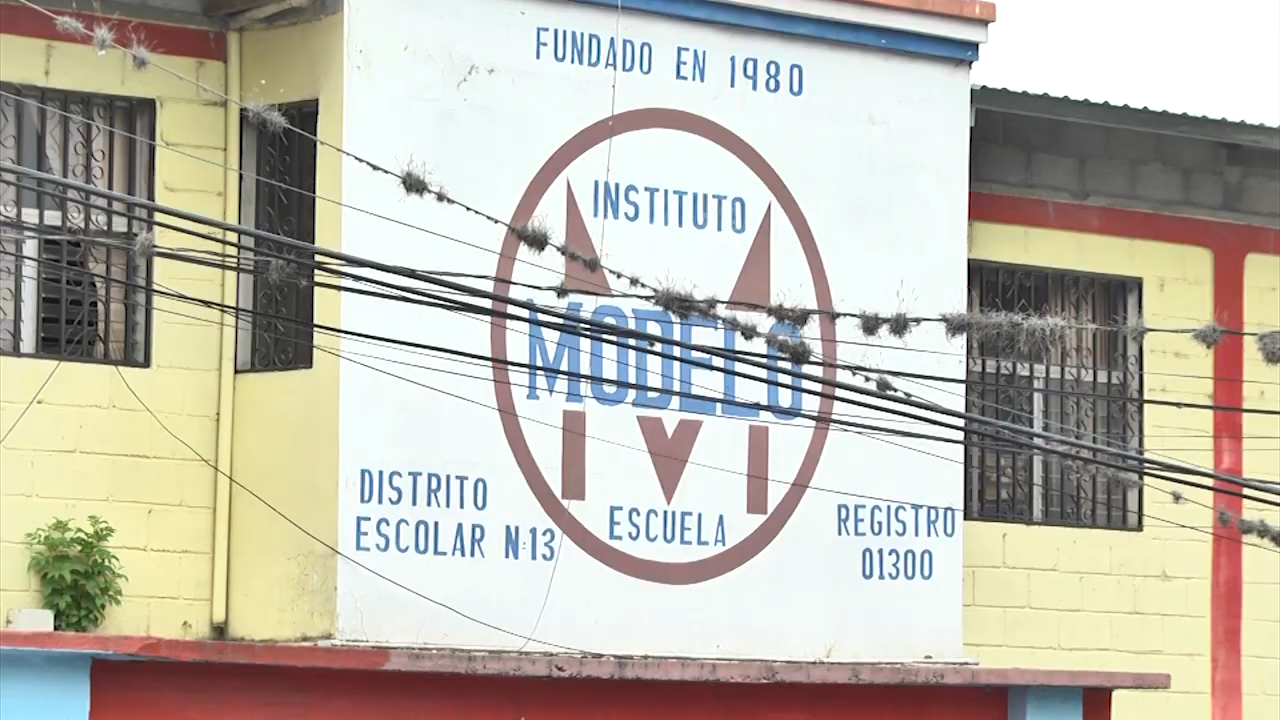 FUNDADO EN 1980
INSTITUTO
M
MODELO
DISTRITO
ESCOLAR N.13
ESCUELA
REGISTRO
01300